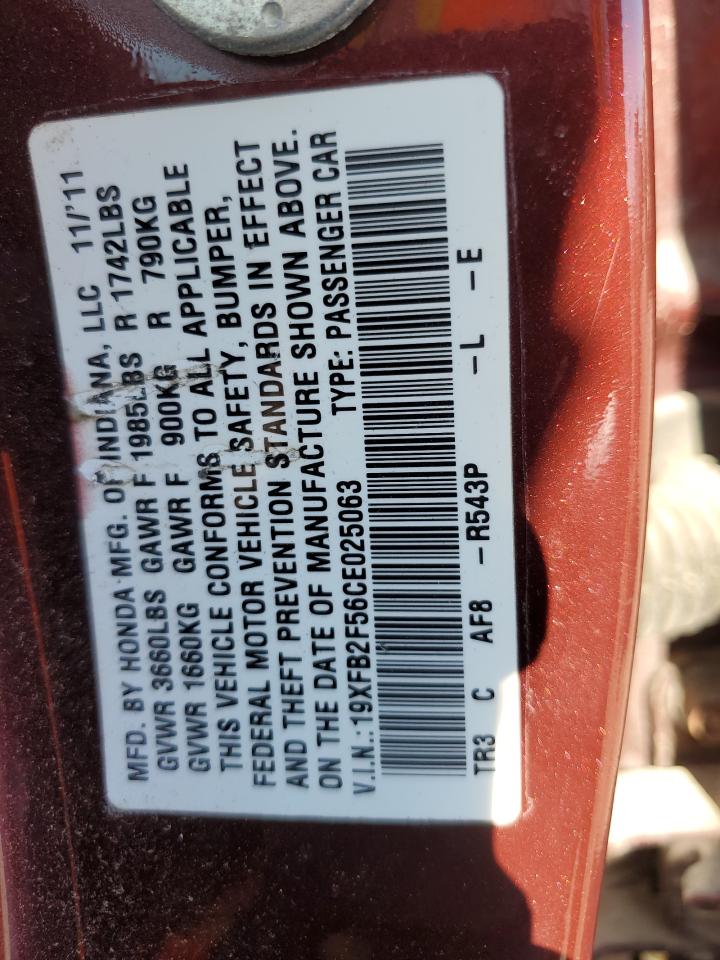 MFD. BY HONDA MFG. OF INDIANA, LLC 11/'11
GVWR 3660LBS GAWR F 1985LBS R 1742LBS
GVWR 1660KG GAWR F 900KG R 790KG
THIS VEHICLE CONFORMS TO ALL APPLICABLE
FEDERAL MOTOR VEHICLE SAFETY, BUMPER,
AND THEFT PREVENTION STANDARDS IN EFFECT
ON THE DATE OF MANUFACTURE SHOWN ABOVE.
V.I.N.: 19XFB2F56CE025063 TYPE: PASSENGER CAR
TR3 C AF8 -R543P -L -E